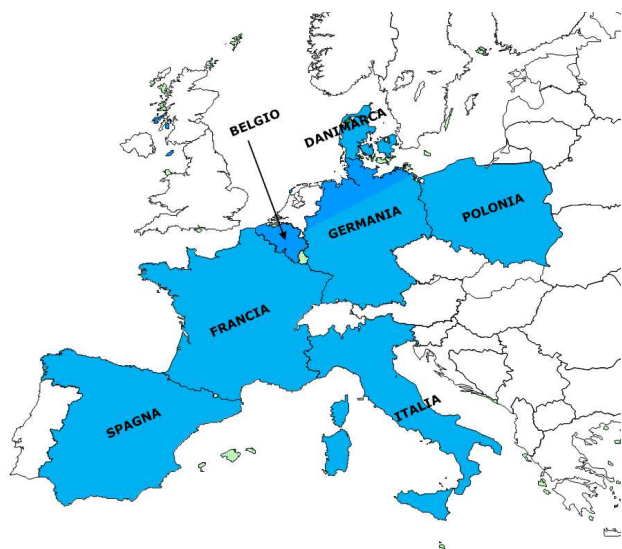 BELGIO
DANIMARCA
POLONIA
GERMANIA
FRANCIA
SPAGNA
ITALIA